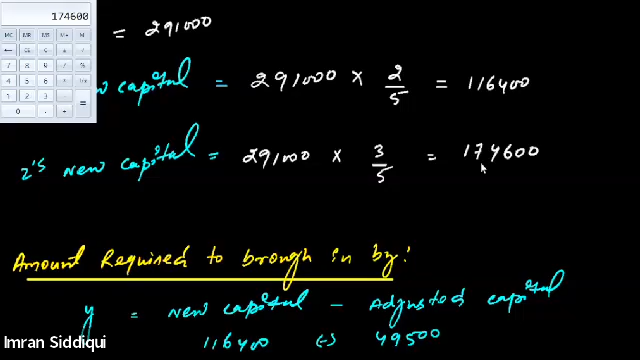 174600
= 291000
new capital = 291000 × 2/5 = 116400
Z's new capital = 291000 × 3/5 = 174600
Amount Required to brough in by:
y = new capital - Adjusted capital
116400 (-) 49500
Imran Siddiqui